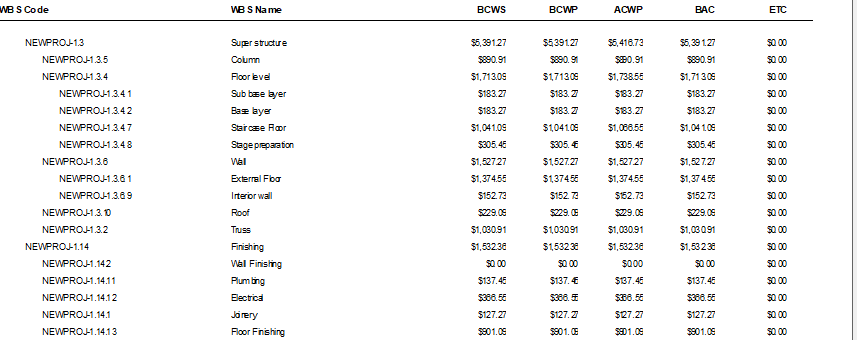 WBS Code WBS Name BCWS BCWP ACWP BAC ETC
NEWPROJ-1.3 Super structure $5,391.27 $5,391.27 $5,416.73 $5,391.27 $0.00
NEWPROJ-1.3.5 Column $890.91 $890.91 $890.91 $890.91 $0.00
NEWPROJ-1.3.4 Floor level $1,713.09 $1,713.09 $1,738.55 $1,713.09 $0.00
NEWPROJ-1.3.4.1 Sub base layer $183.27 $183.27 $183.27 $183.27 $0.00
NEWPROJ-1.3.4.2 Base layer $183.27 $183.27 $183.27 $183.27 $0.00
NEWPROJ-1.3.4.7 Staircase Floor $1,041.09 $1,041.09 $1,066.55 $1,041.09 $0.00
NEWPROJ-1.3.4.8 Stage preparation $305.45 $305.45 $305.45 $305.45 $0.00
NEWPROJ-1.3.6 Wall $1,527.27 $1,527.27 $1,527.27 $1,527.27 $0.00
NEWPROJ-1.3.6.1 External Floor $1,374.55 $1,374.55 $1,374.55 $1,374.55 $0.00
NEWPROJ-1.3.6.9 Interior wall $152.73 $152.73 $152.73 $152.73 $0.00
NEWPROJ-1.3.10 Roof $229.09 $229.09 $229.09 $229.09 $0.00
NEWPROJ-1.3.2 Truss $1,030.91 $1,030.91 $1,030.91 $1,030.91 $0.00
NEWPROJ-1.14 Finishing $1,532.36 $1,532.36 $1,532.36 $1,532.36 $0.00
NEWPROJ-1.14.2 Wall Finishing $0.00 $0.00 $0.00 $0.00 $0.00
NEWPROJ-1.14.11 Plumbing $137.45 $137.45 $137.45 $137.45 $0.00
NEWPROJ-1.14.12 Electrical $366.55 $366.55 $366.55 $366.55 $0.00
NEWPROJ-1.14.1 Joinery $127.27 $127.27 $127.27 $127.27 $0.00
NEWPROJ-1.14.13 Floor Finishing $901.09 $901.09 $901.09 $901.09 $0.00